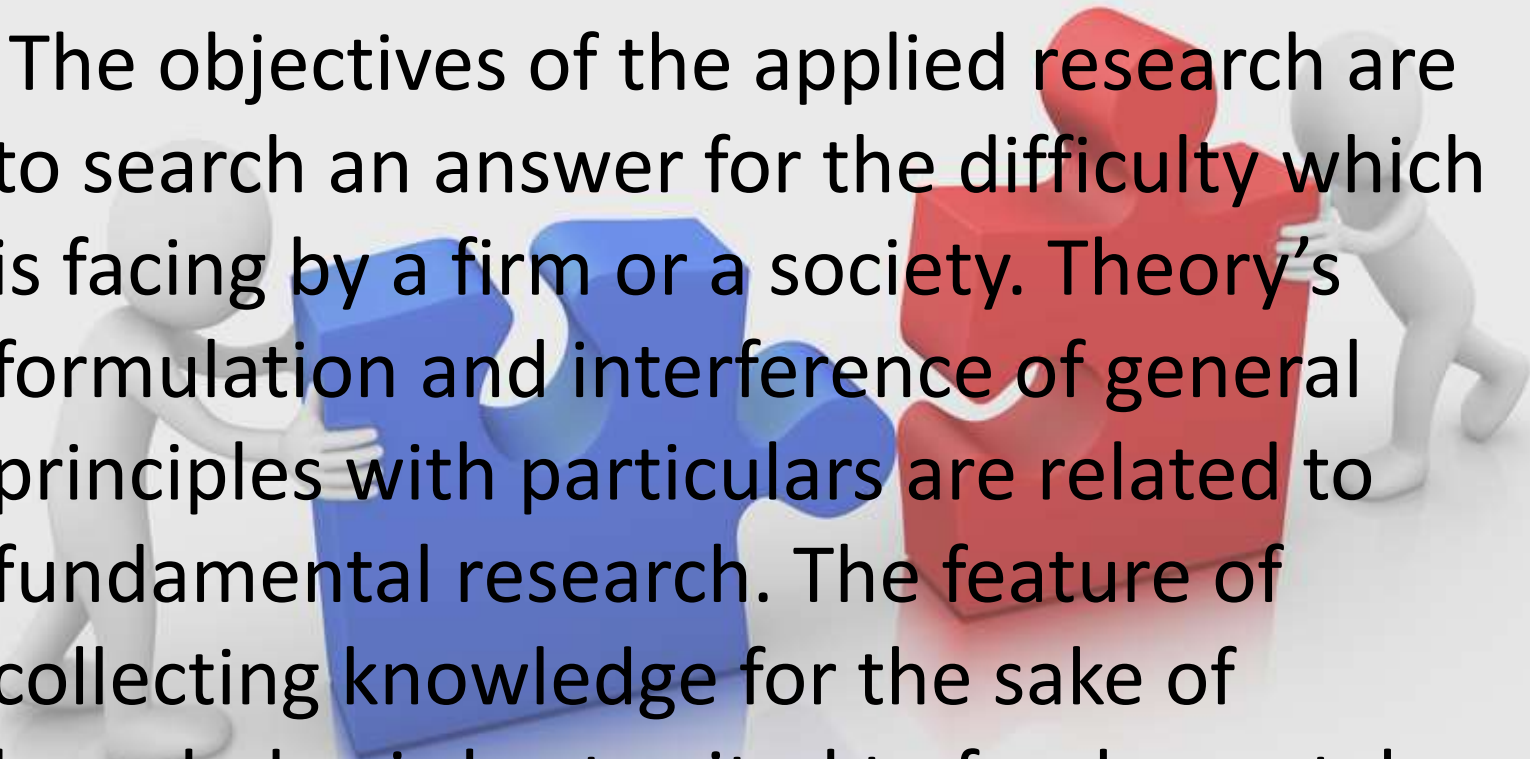 The objectives of the applied research are
to search an answer for the difficulty which
is facing by a firm or a society. Theory’s
formulation and interference of general
principles with particulars are related to
fundamental research. The feature of
collecting knowledge for the sake of